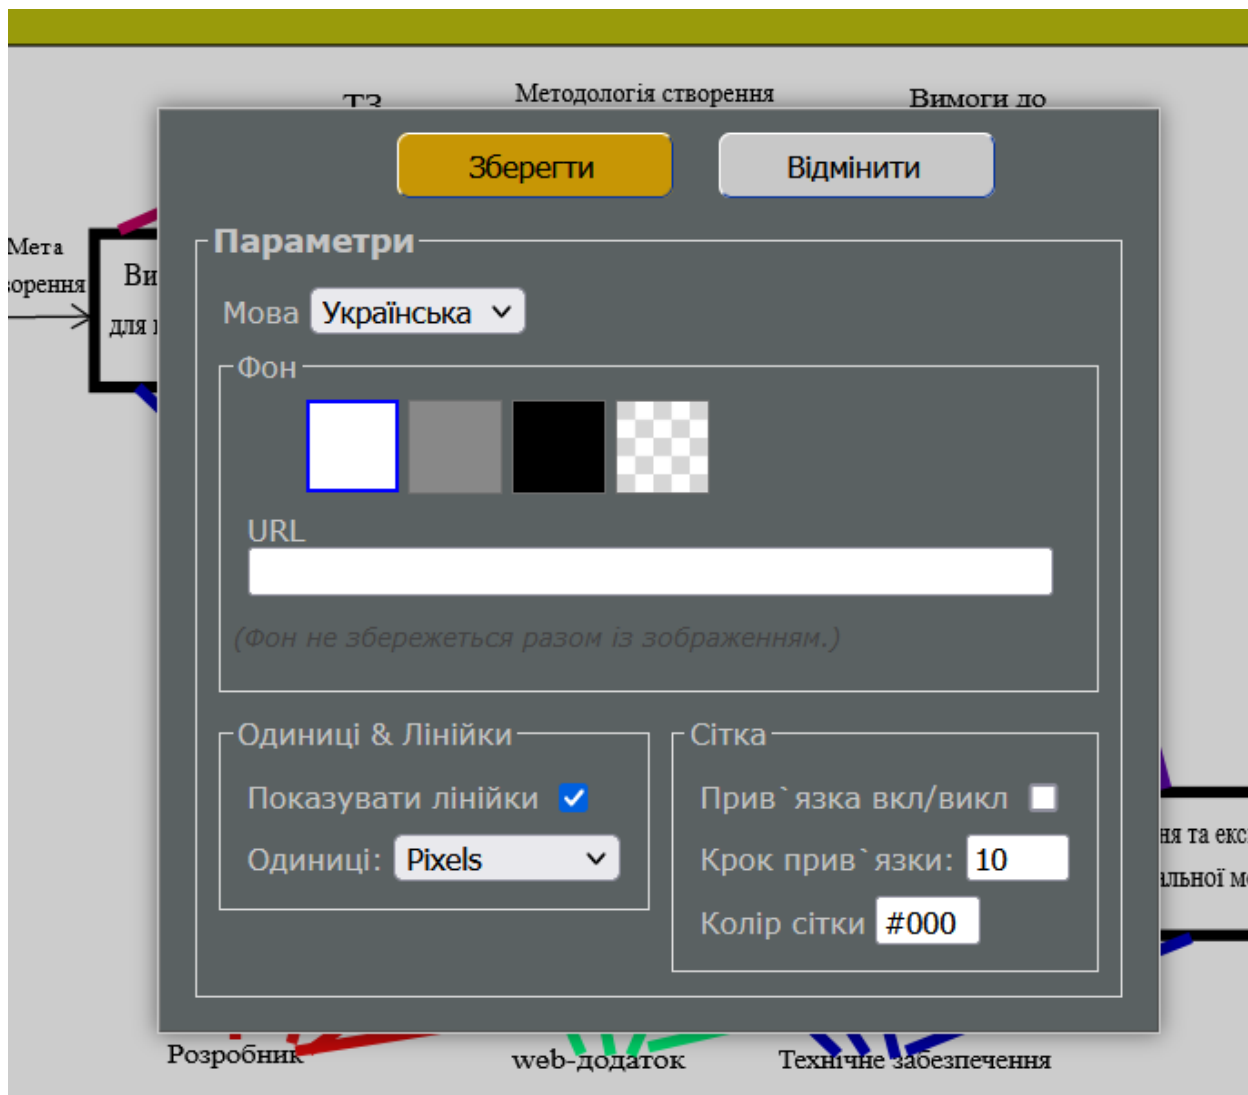 ТЗ
Методологія створення
Вимоги до
Зберегти
Відмінити
Мета
Параметри
Мова Українська
для
Фон
URL
(Фон не збережеться разом із зображенням.)
Одиниці & Лінійки
Показувати лінійки
Одиниці: Pixels
Сітка
Прив`язка вкл/викл
Крок прив`язки: 10
Колір сітки #000
та
Розробник
web-додаток
Технічне забезпечення